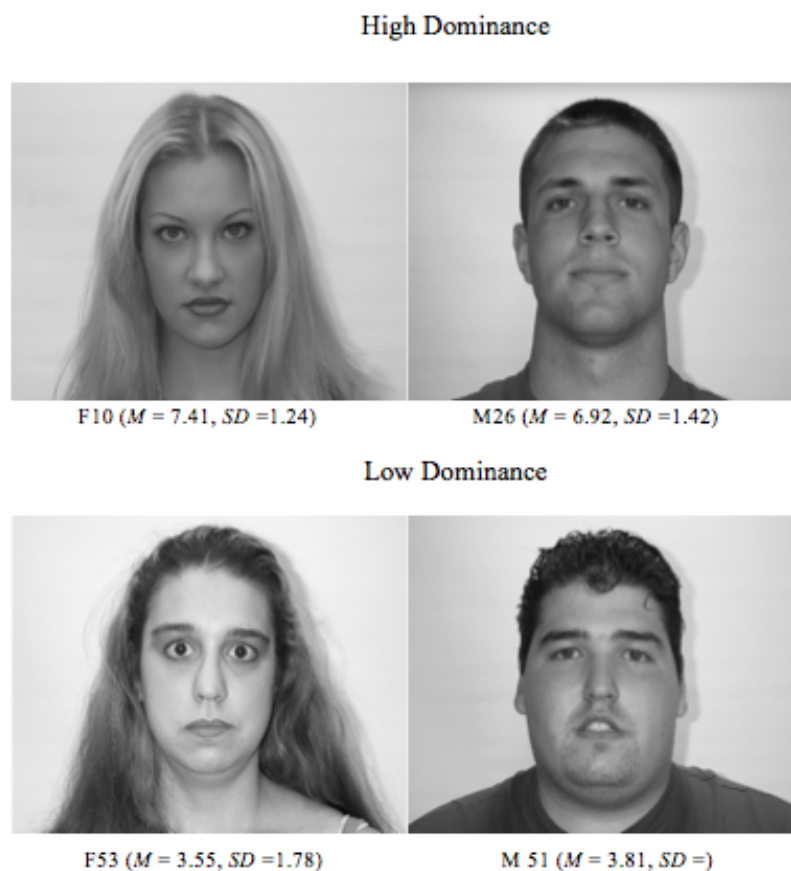 High Dominance
F10 (M = 7.41, SD =1.24) M26 (M = 6.92, SD =1.42)
Low Dominance
F53 (M = 3.55, SD =1.78) M 51 (M = 3.81, SD =)